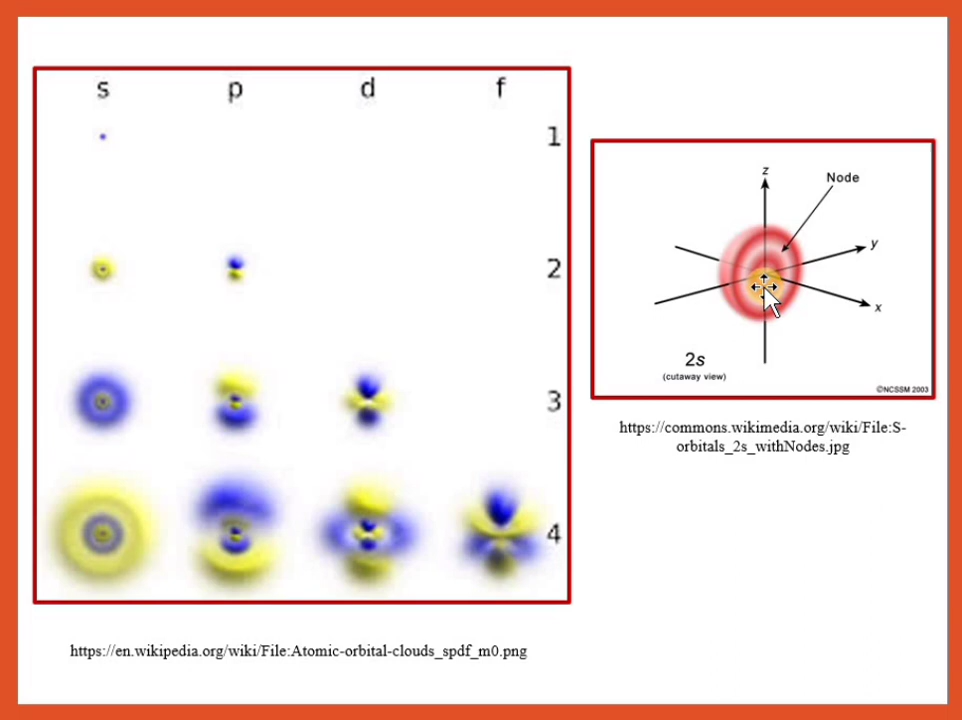 s p d f
1
2
3
4
https://en.wikipedia.org/wiki/File:Atomic-orbital-clouds_spdf_m0.png
z
Node
y
x
2s
(cutaway view)
©NCSSM 2003
https://commons.wikimedia.org/wiki/File:S-
orbitals_2s_withNodes.jpg